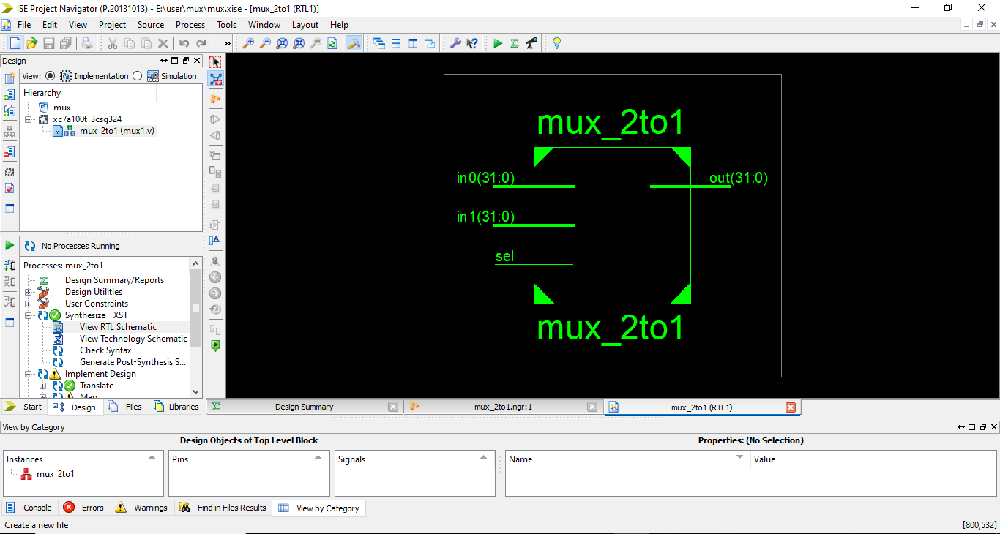 ISE Project Navigator (P.20131013) - E:\user\mux\mux.xise - [mux_2to1 (RTL1)]
File Edit View Project Source Process Tools Window Layout Help
»
Design
View: Implementation Simulation
Hierarchy
mux
xc7a100t-3csg324
mux_2to1 (mux1.v)
No Processes Running
Processes: mux_2to1
Design Summary/Reports
Design Utilities
User Constraints
Synthesize - XST
View RTL Schematic
View Technology Schematic
Check Syntax
Generate Post-Synthesis S...
Implement Design
Translate
Map
Start Design Files Libraries
mux_2to1
in0(31:0)
out(31:0)
in1(31:0)
sel
mux_2to1
Design Summary mux_2to1.ngr:1 mux_2to1 (RTL1)
View by Category
Design Objects of Top Level Block Properties: (No Selection)
Instances Pins Signals Name Value
mux_2to1
Console Errors Warnings Find in Files Results View by Category
Create a new file [800,532]